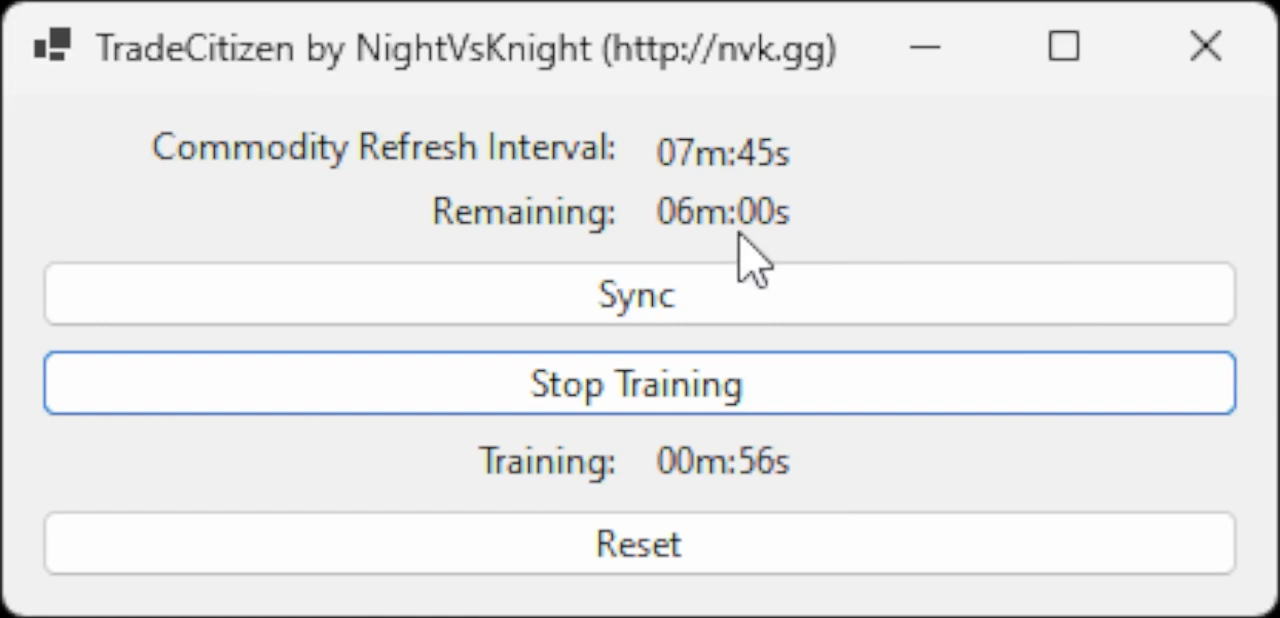 TradeCitizen by NightVsKnight (http://nvk.gg)
Commodity Refresh Interval: 07m:45s
Remaining: 06m:00s
Sync
Stop Training
Training: 00m:56s
Reset